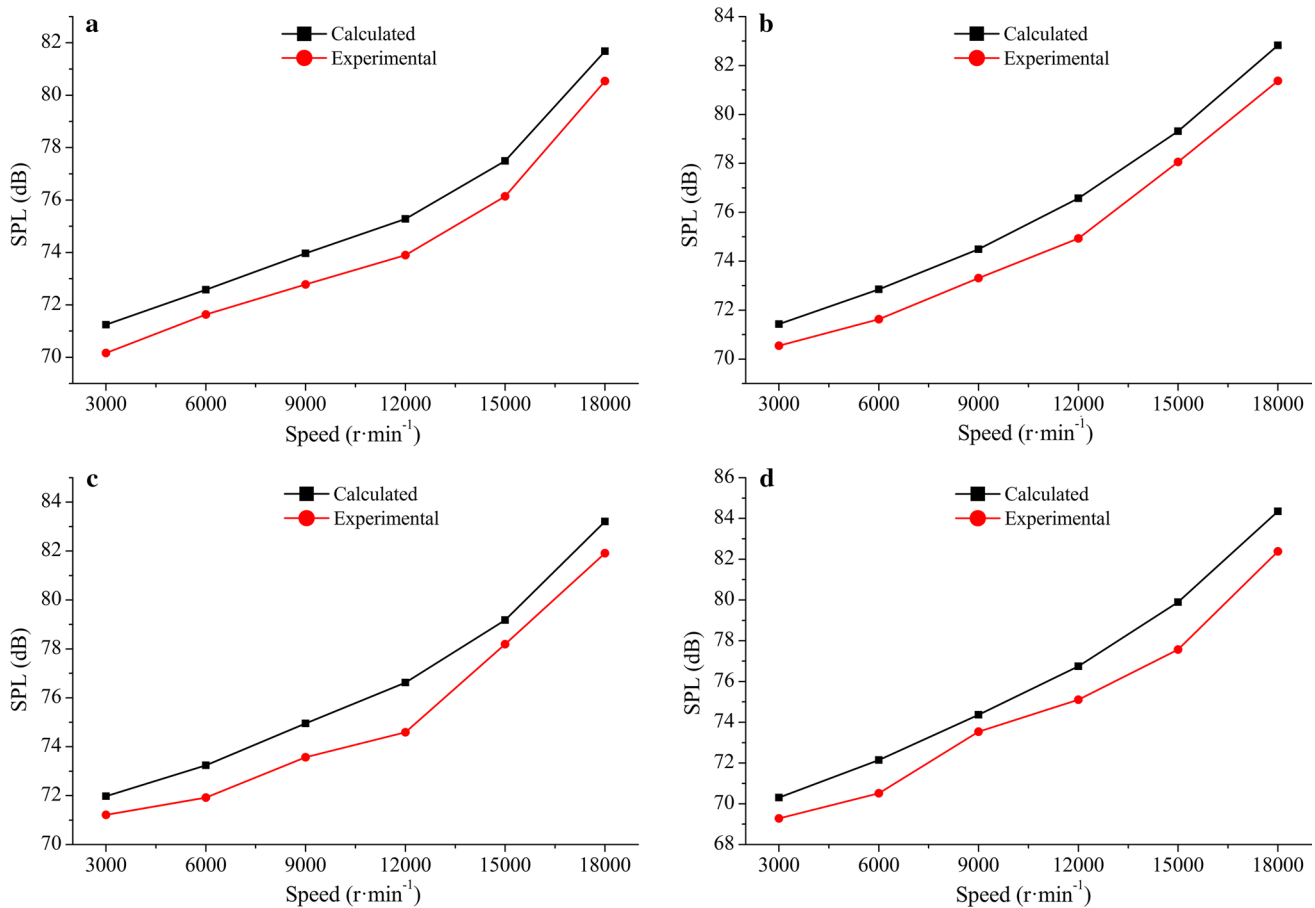 a
Calculated
Experimental
82
80
78
76
74
72
70
SPL (dB)
3000 6000 9000 12000 15000 18000
Speed (r·min⁻¹)
b
Calculated
Experimental
84
82
80
78
76
74
72
70
SPL (dB)
3000 6000 9000 12000 15000 18000
Speed (r·min⁻¹)
c
Calculated
Experimental
84
82
80
78
76
74
72
70
SPL (dB)
3000 6000 9000 12000 15000 18000
Speed (r·min⁻¹)
d
Calculated
Experimental
86
84
82
80
78
76
74
72
70
68
SPL (dB)
3000 6000 9000 12000 15000 18000
Speed (r·min⁻¹)